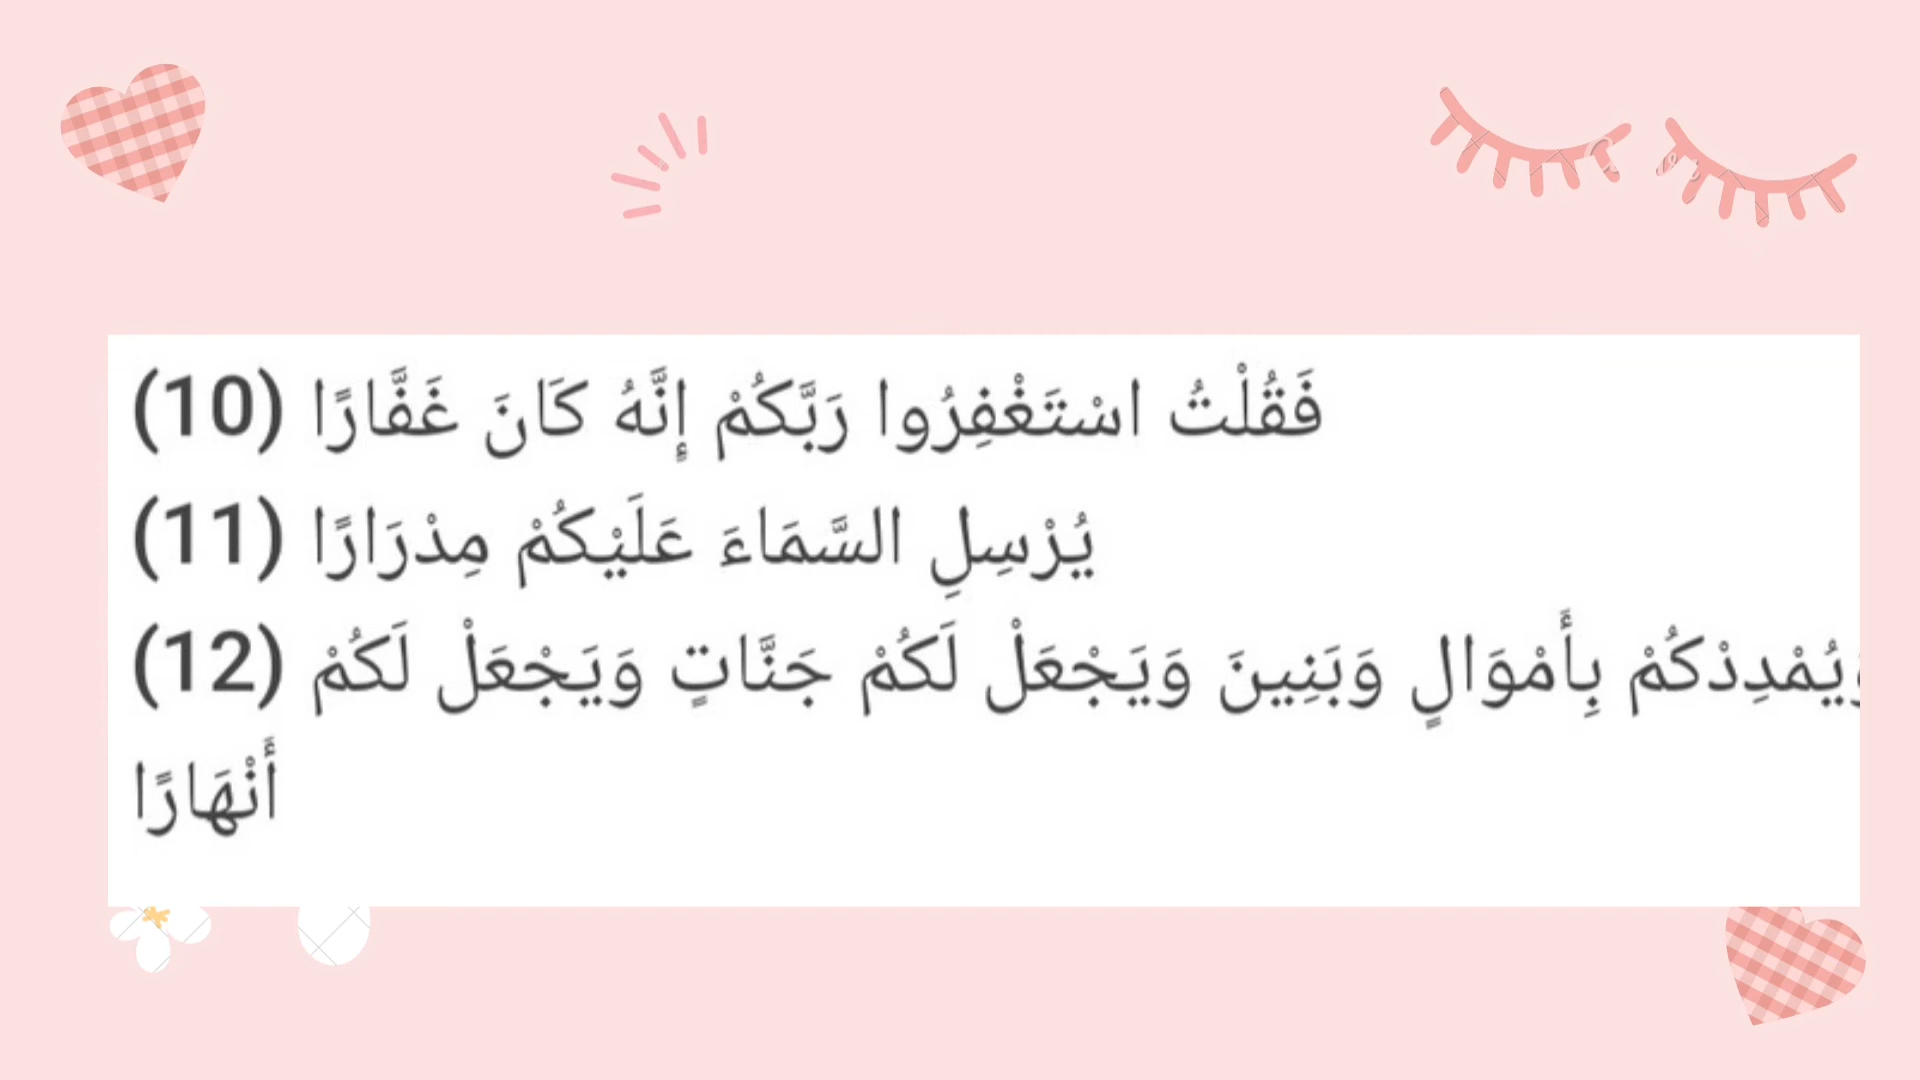 (10) فَقُلْتُ اسْتَغْفِرُوا رَبَّكُمْ إِنَّهُ كَانَ غَفَّارًا
(11) يُرْسِلِ السَّمَاءَ عَلَيْكُمْ مِدْرَارًا
(12) وَيُمْدِدْكُمْ بِأَمْوَالٍ وَبَنِينَ وَيَجْعَلْ لَكُمْ جَنَّاتٍ وَيَجْعَلْ لَكُمْ
أَنْهَارًا